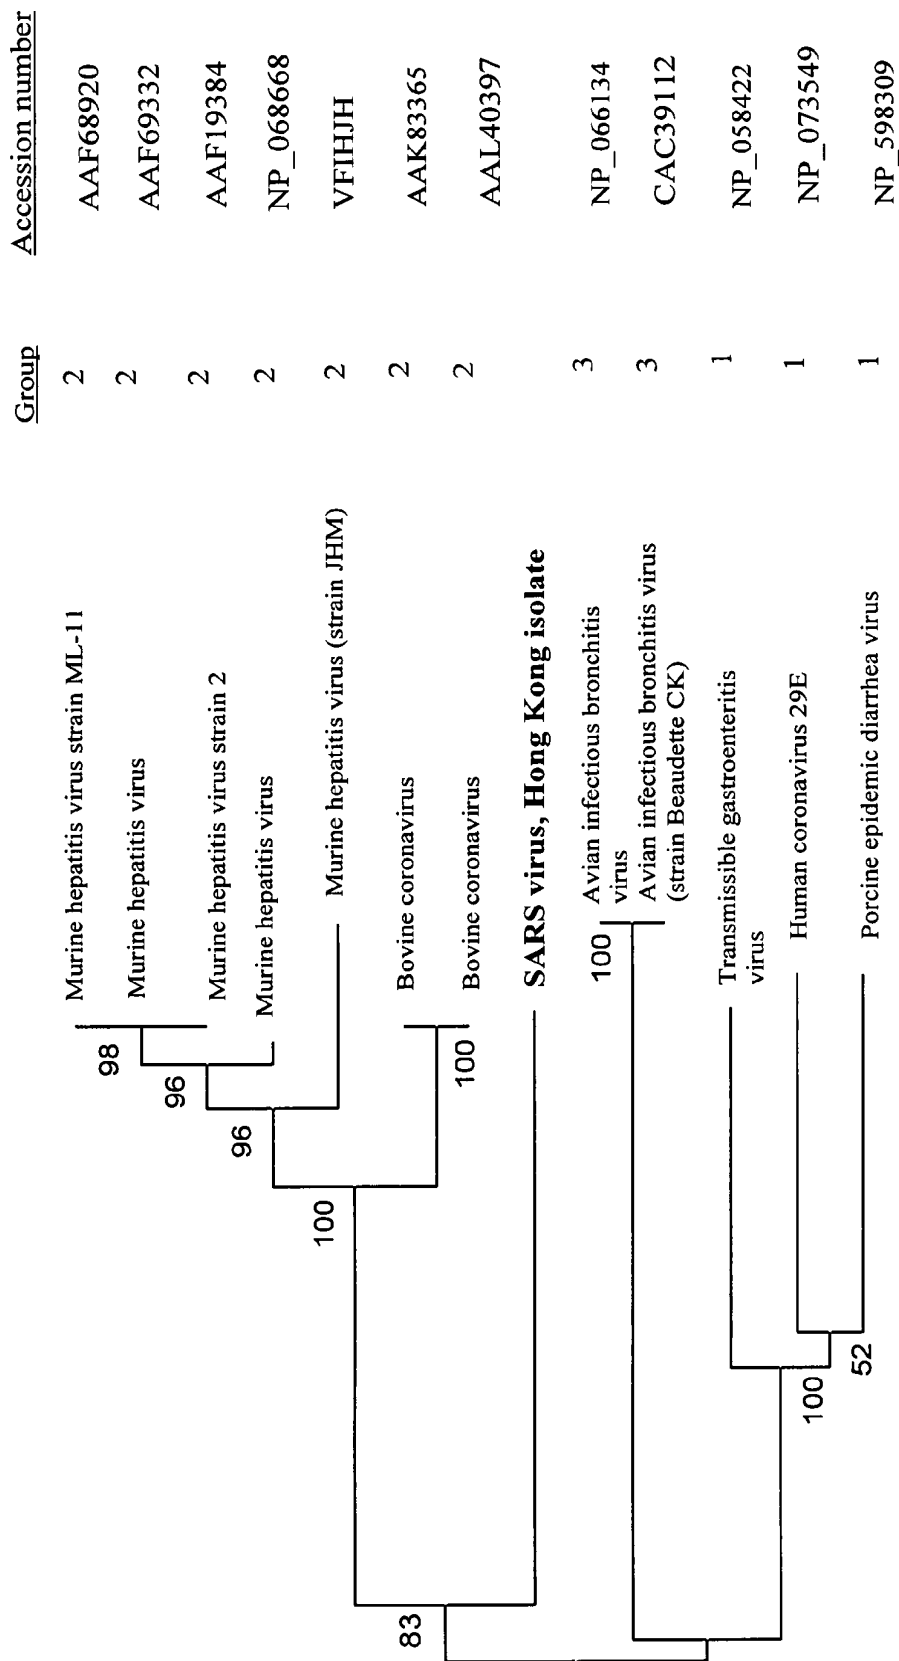 Group Accession number
Murine hepatitis virus strain ML-11 2 AAF68920
98
Murine hepatitis virus 2 AAF69332
96
Murine hepatitis virus strain 2 2 AAF19384
96
Murine hepatitis virus 2 NP_068668
100
Murine hepatitis virus (strain JHM) 2 VFIHJH
Bovine coronavirus 2 AAK83365
100
Bovine coronavirus 2 AAL40397
83
SARS virus, Hong Kong isolate
Avian infectious bronchitis
virus 3 NP_066134
100
Avian infectious bronchitis virus 3 CAC39112
(strain Beaudette CK)
Transmissible gastroenteritis
virus 1 NP_058422
100
Human coronavirus 29E 1 NP_073549
52
Porcine epidemic diarrhea virus 1 NP_598309